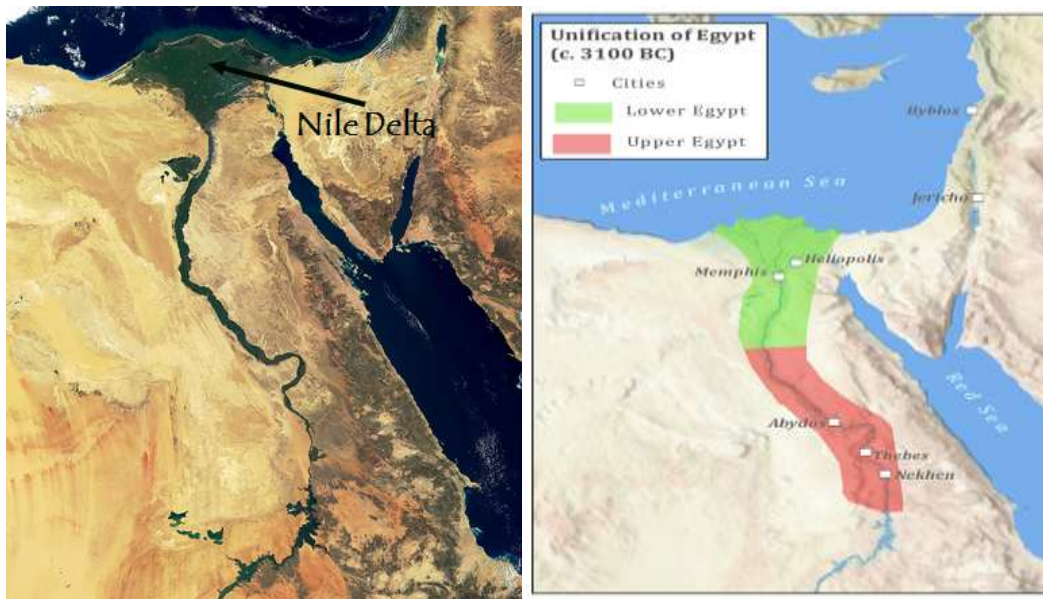 Nile Delta
Unification of Egypt
(c. 3100 BC)
Cities
Lower Egypt
Upper Egypt
Byblos
Mediterranean Sea
Jericho
Heliopolis
Memphis
Red Sea
Abydos
Thebes
Nekhen